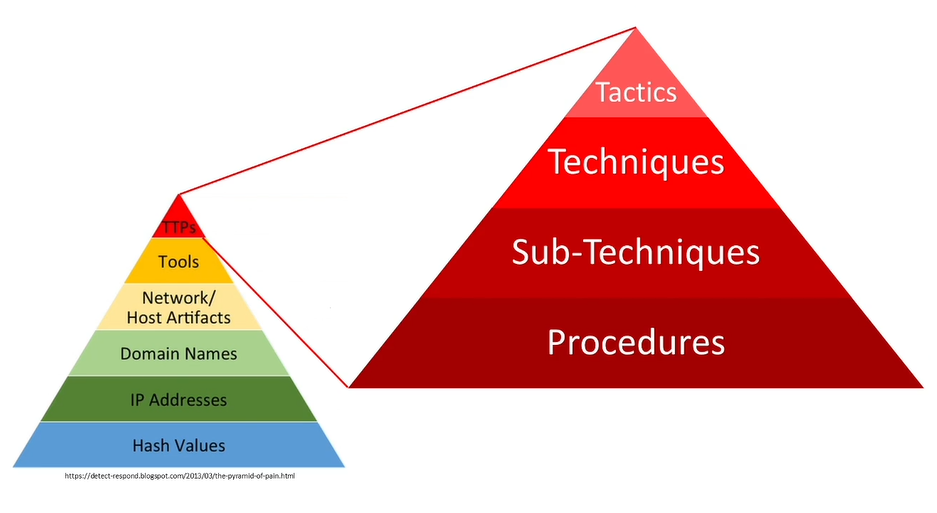 Tactics
Techniques
Sub-Techniques
Procedures
TTPs
Tools
Network/
Host Artifacts
Domain Names
IP Addresses
Hash Values
https://detect-respond.blogspot.com/2013/03/the-pyramid-of-pain.html